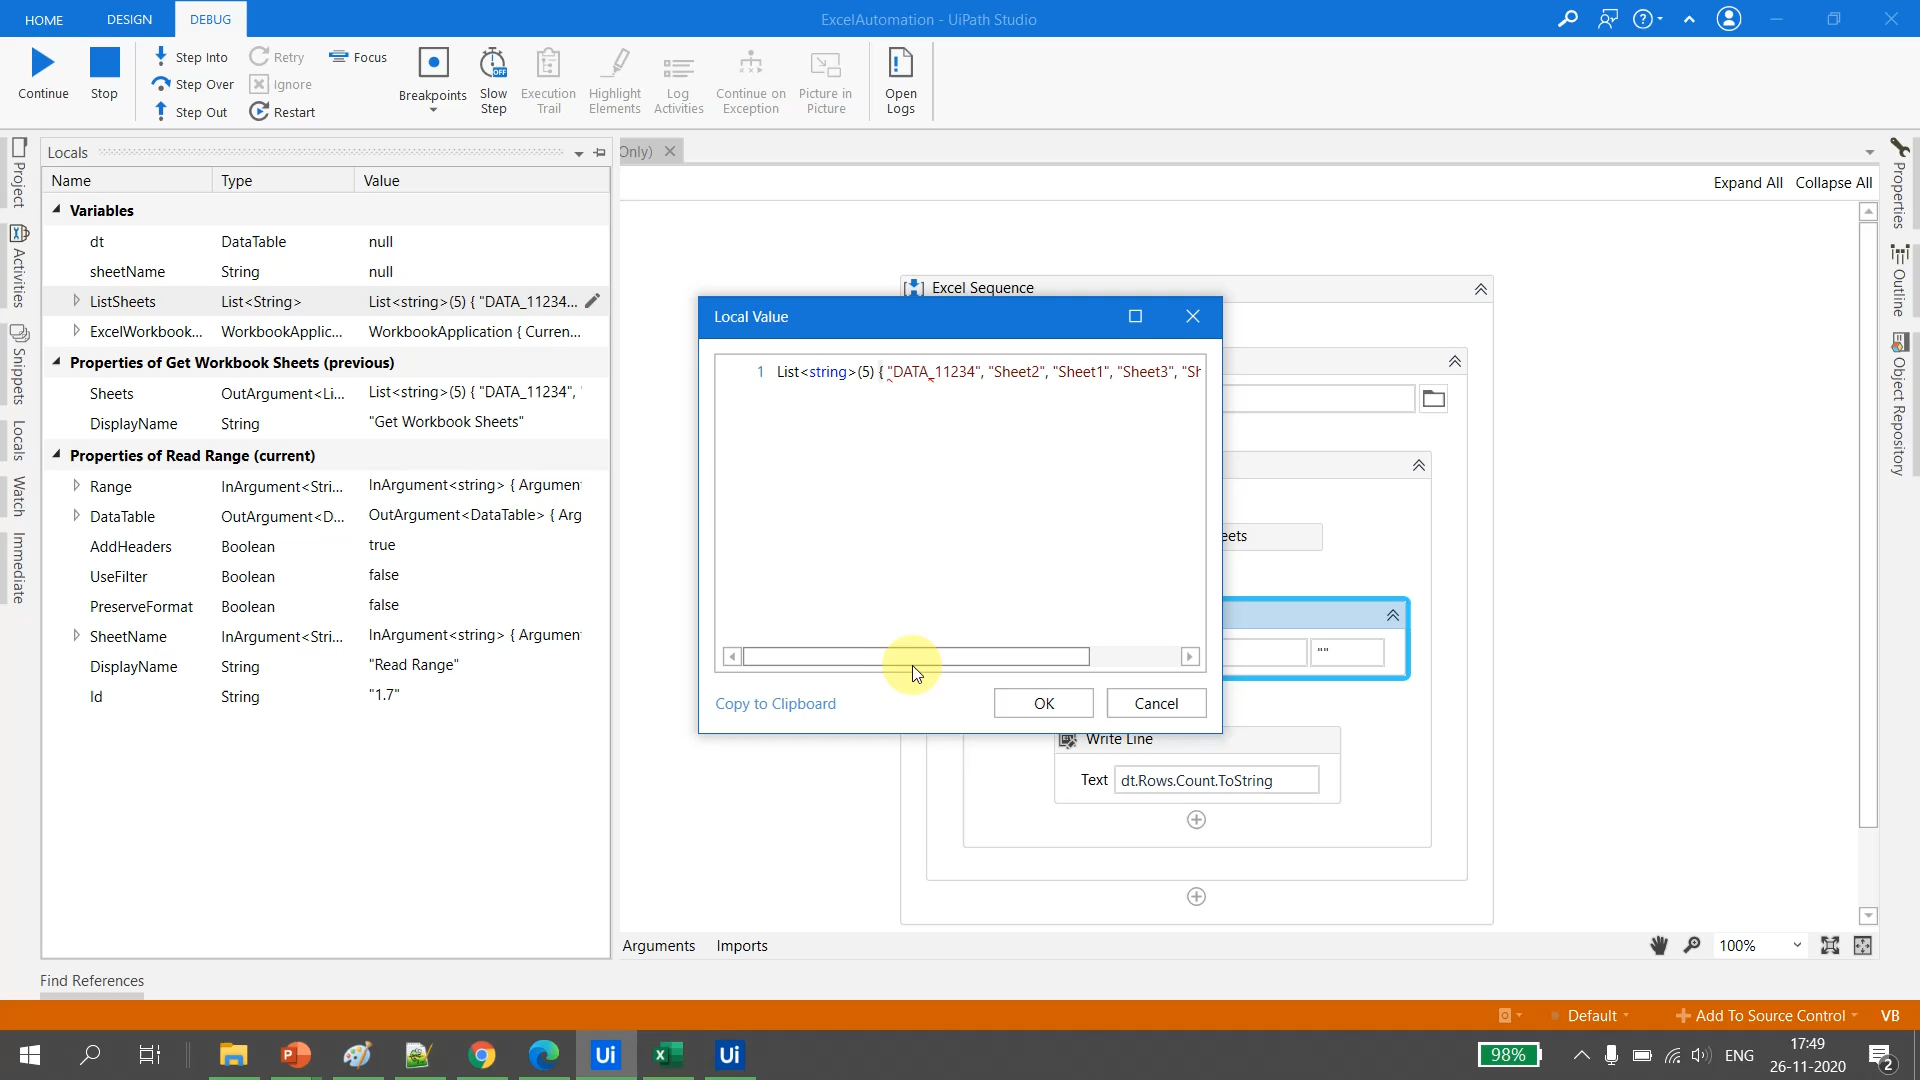 HOME
DESIGN
DEBUG
ExcelAutomation - UiPath Studio
Continue
Stop
Step Into
Step Over
Step Out
Retry
Ignore
Restart
Focus
Breakpoints
Slow Step
OFF
Execution Trail
Highlight Elements
Log Activities
Continue on Exception
Picture in Picture
Open Logs
Project
Activities
Snippets
Locals
Watch
Immediate
Locals
Name Type Value
Variables
dt DataTable null
sheetName String null
ListSheets List<String> List<string>(5) { "DATA_11234...
ExcelWorkbook... WorkbookApplic... WorkbookApplication { Curren...
Properties of Get Workbook Sheets (previous)
Sheets OutArgument<Li... List<string>(5) { "DATA_11234",
DisplayName String "Get Workbook Sheets"
Properties of Read Range (current)
Range InArgument<Stri... InArgument<string> { Argument
DataTable OutArgument<D... OutArgument<DataTable> { Arg
AddHeaders Boolean true
UseFilter Boolean false
PreserveFormat Boolean false
SheetName InArgument<Stri... InArgument<string> { Argument
DisplayName String "Read Range"
Id String "1.7"
Only)
Expand All Collapse All
Excel Sequence
Local Value
1 List<string>(5) { "DATA_11234", "Sheet2", "Sheet1", "Sheet3", "Sh
Copy to Clipboard
OK
Cancel
eets
""
Write Line
Text dt.Rows.Count.ToString
Properties
Outline
Object Repository
Arguments Imports
100%
Find References
Default
Add To Source Control
VB
98%
ENG
17:49
26-11-2020
2
Ui
Ui